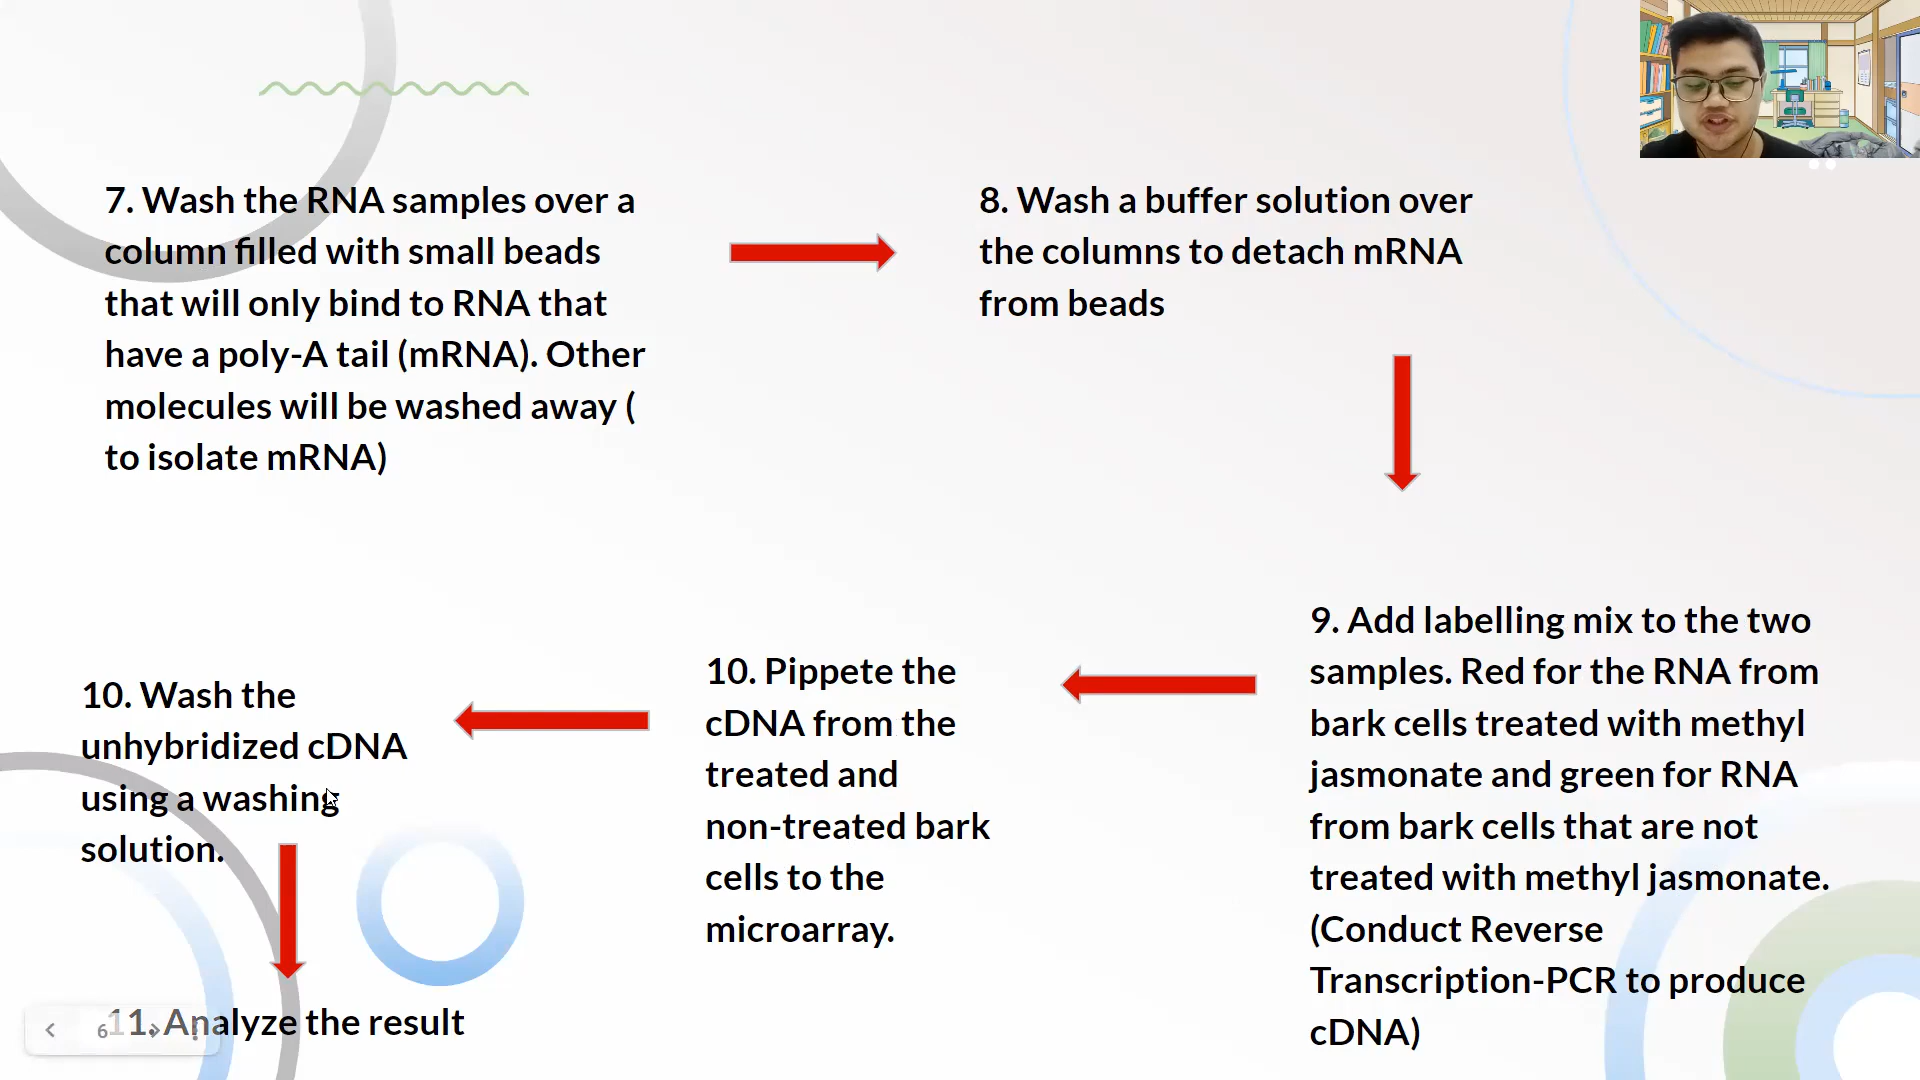 7. Wash the RNA samples over a
column filled with small beads
that will only bind to RNA that
have a poly-A tail (mRNA). Other
molecules will be washed away (
to isolate mRNA)
8. Wash a buffer solution over
the columns to detach mRNA
from beads
9. Add labelling mix to the two
samples. Red for the RNA from
bark cells treated with methyl
jasmonate and green for RNA
from bark cells that are not
treated with methyl jasmonate.
(Conduct Reverse
Transcription-PCR to produce
cDNA)
10. Pippete the
cDNA from the
treated and
non-treated bark
cells to the
microarray.
10. Wash the
unhybridized cDNA
using a washing
solution.
11. Analyze the result
6